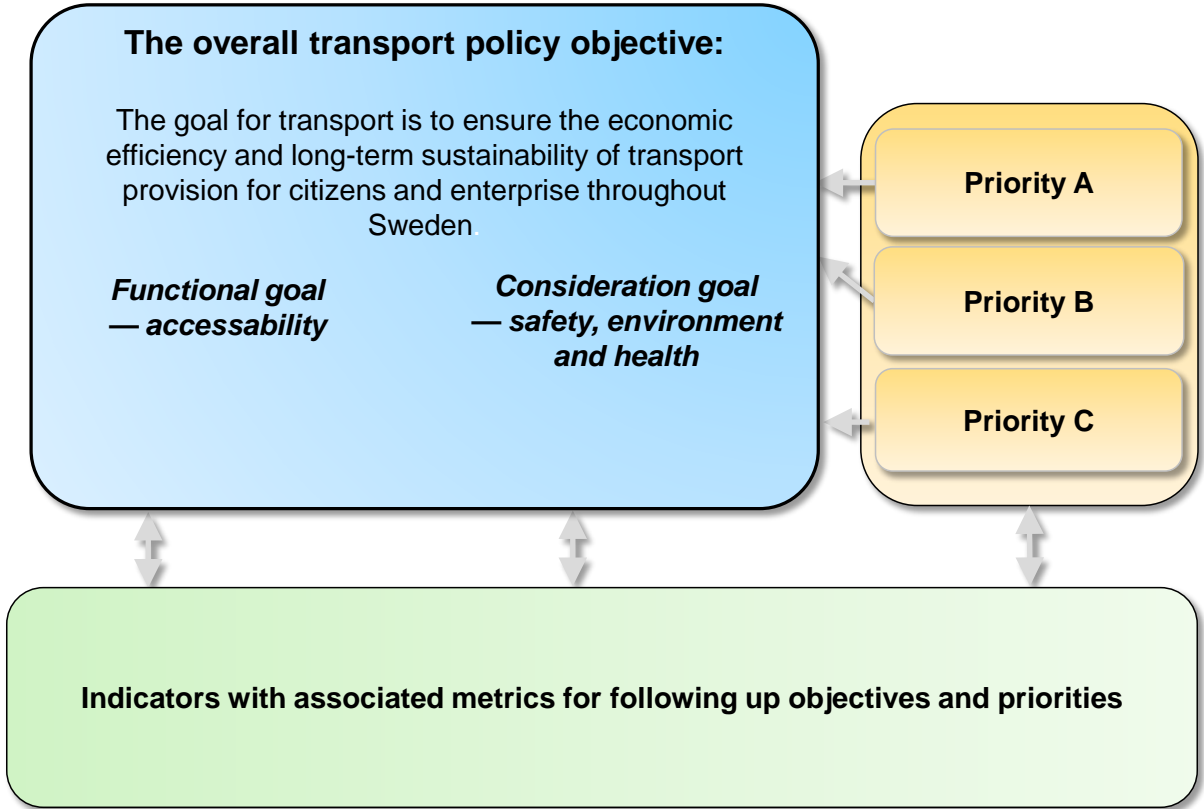 The overall transport policy objective:
The goal for transport is to ensure the economic
efficiency and long-term sustainability of transport
provision for citizens and enterprise throughout
Sweden.
Functional goal
— accessability
Consideration goal
— safety, environment
and health
Priority A
Priority B
Priority C
Indicators with associated metrics for following up objectives and priorities